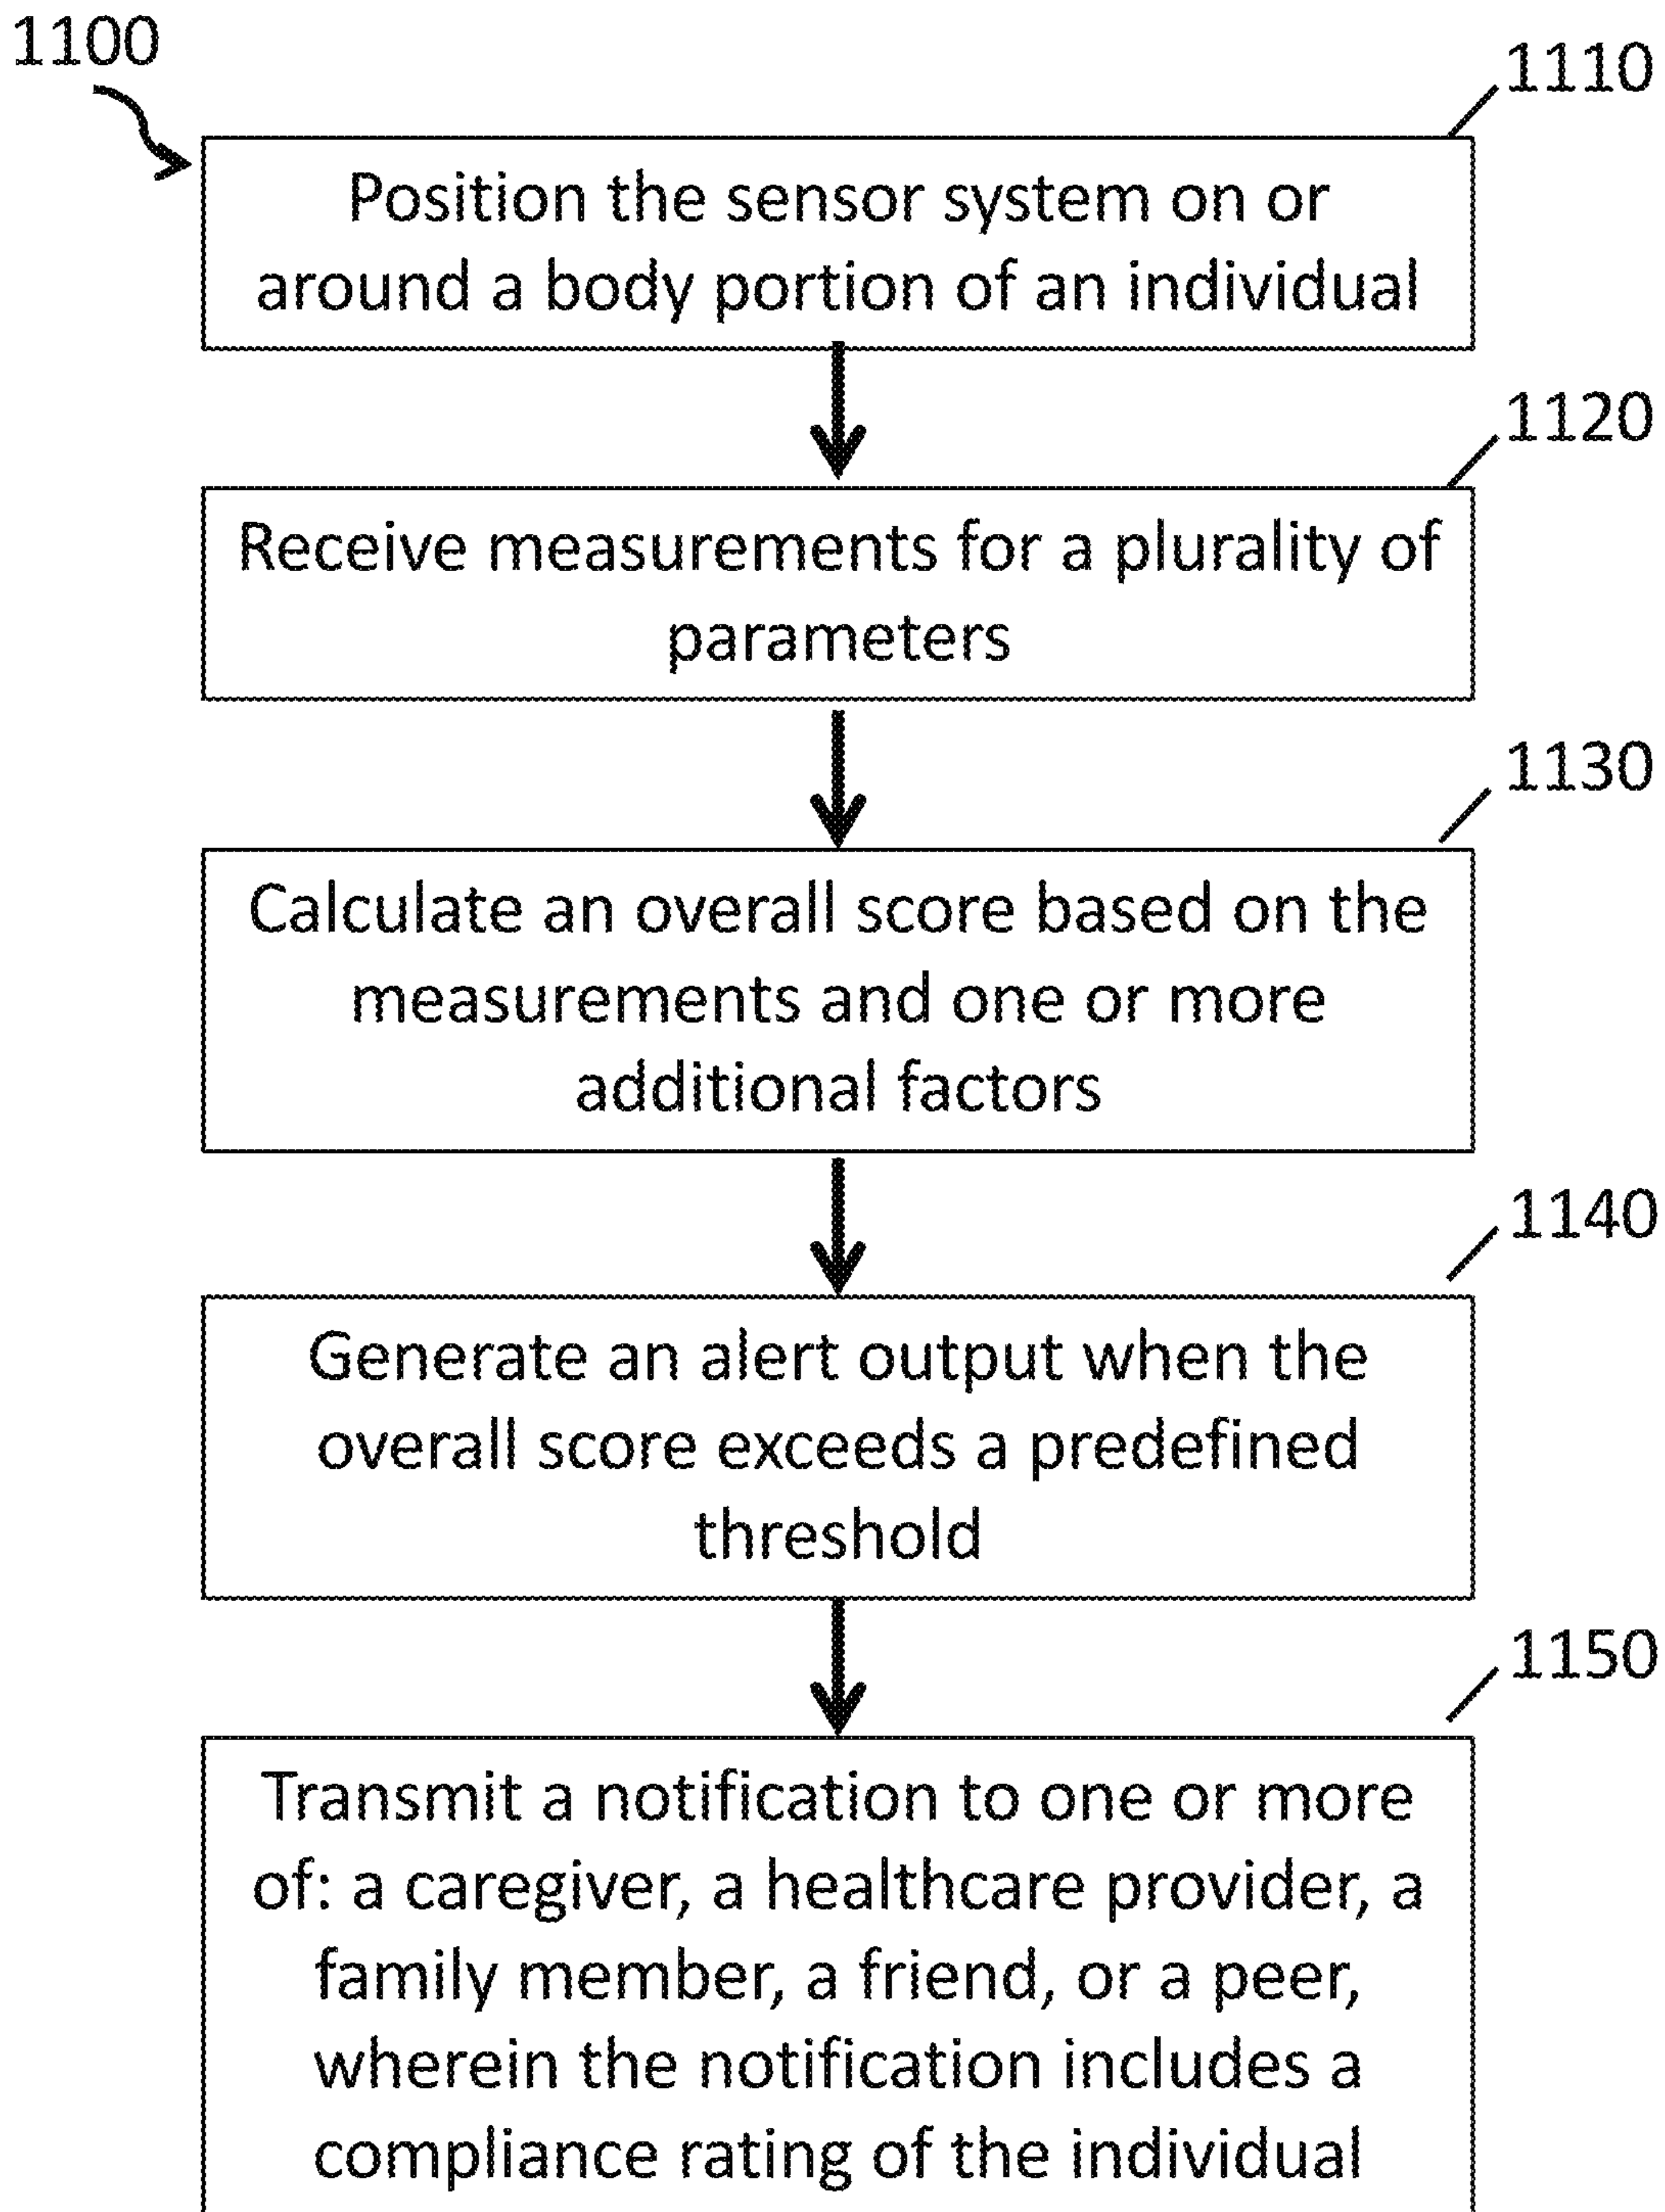 1100
1110
Position the sensor system on or
around a body portion of an individual
1120
Receive measurements for a plurality of
parameters
1130
Calculate an overall score based on the
measurements and one or more
additional factors
1140
Generate an alert output when the
overall score exceeds a predefined
threshold
1150
Transmit a notification to one or more
of: a caregiver, a healthcare provider, a
family member, a friend, or a peer,
wherein the notification includes a
compliance rating of the individual